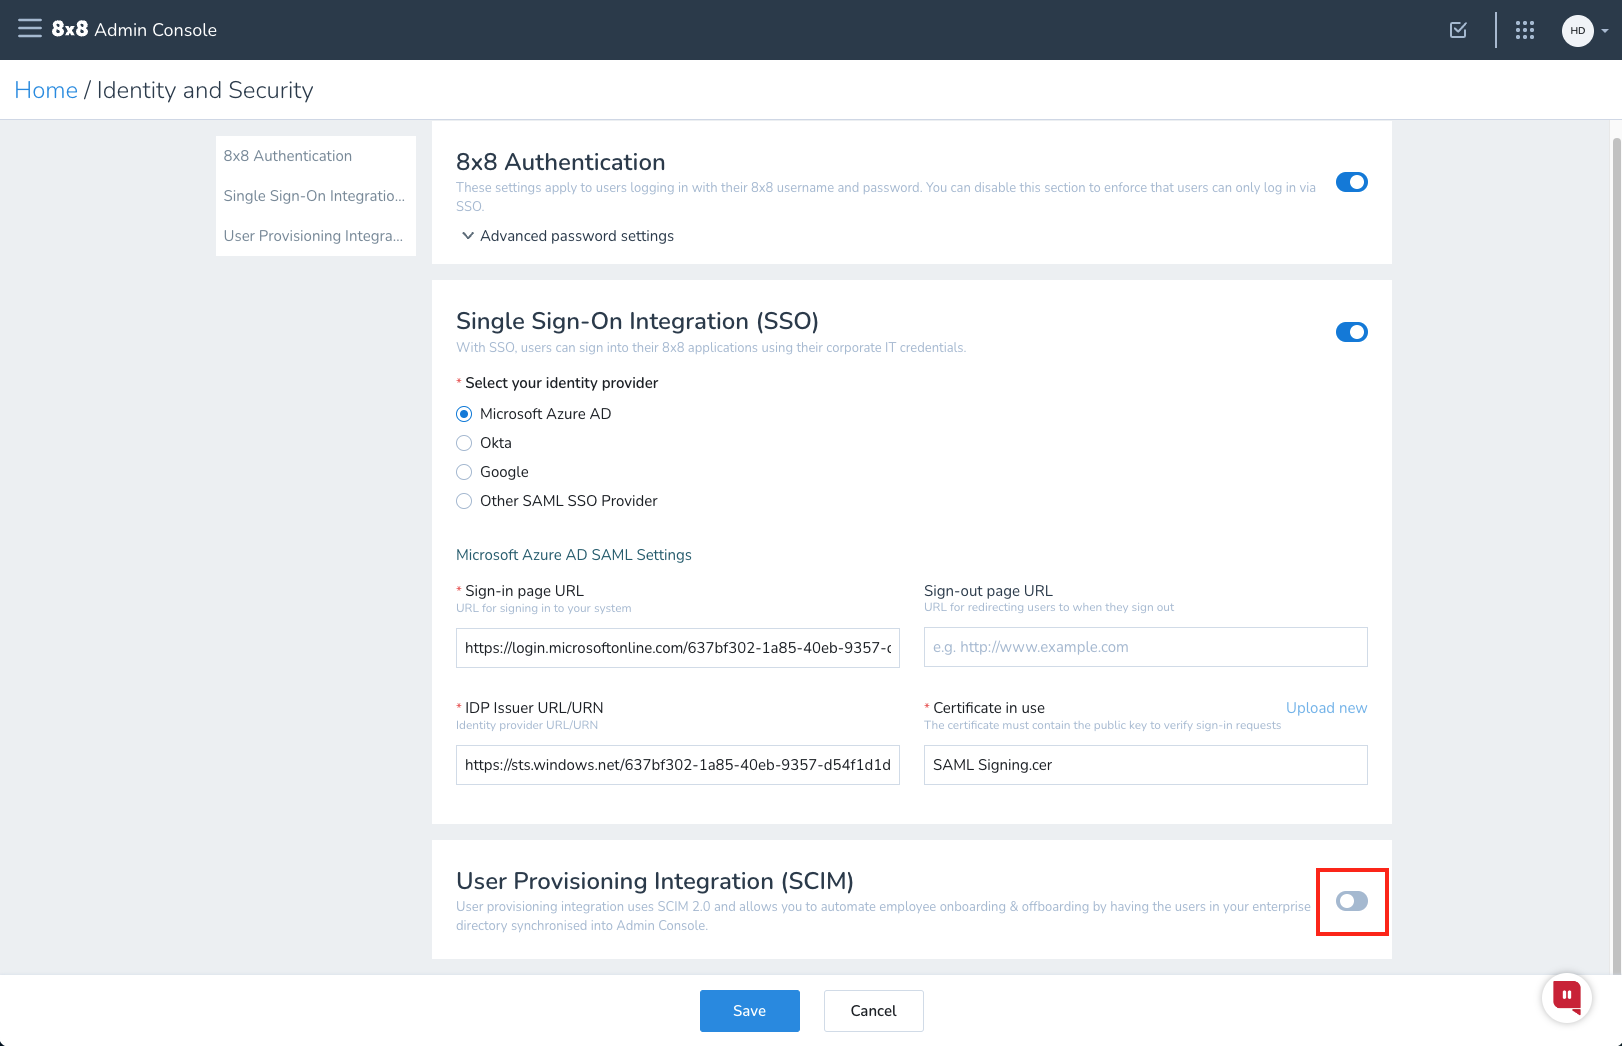 8x8 Admin Console
HD
Home / Identity and Security
8x8 Authentication
Single Sign-On Integratio...
User Provisioning Integra...
8x8 Authentication
These settings apply to users logging in with their 8x8 username and password. You can disable this section to enforce that users can only log in via
SSO.
Advanced password settings
Single Sign-On Integration (SSO)
With SSO, users can sign into their 8x8 applications using their corporate IT credentials.
* Select your identity provider
Microsoft Azure AD
Okta
Google
Other SAML SSO Provider
Microsoft Azure AD SAML Settings
* Sign-in page URL
URL for signing in to your system
https://login.microsoftonline.com/637bf302-1a85-40eb-9357-
Sign-out page URL
URL for redirecting users to when they sign out
e.g. http://www.example.com
* IDP Issuer URL/URN
Identity provider URL/URN
https://sts.windows.net/637bf302-1a85-40eb-9357-d54f1d1d
* Certificate in use
Upload new
The certificate must contain the public key to verify sign-in requests
SAML Signing.cer
User Provisioning Integration (SCIM)
User provisioning integration uses SCIM 2.0 and allows you to automate employee onboarding & offboarding by having the users in your enterprise
directory synchronised into Admin Console.
Save
Cancel